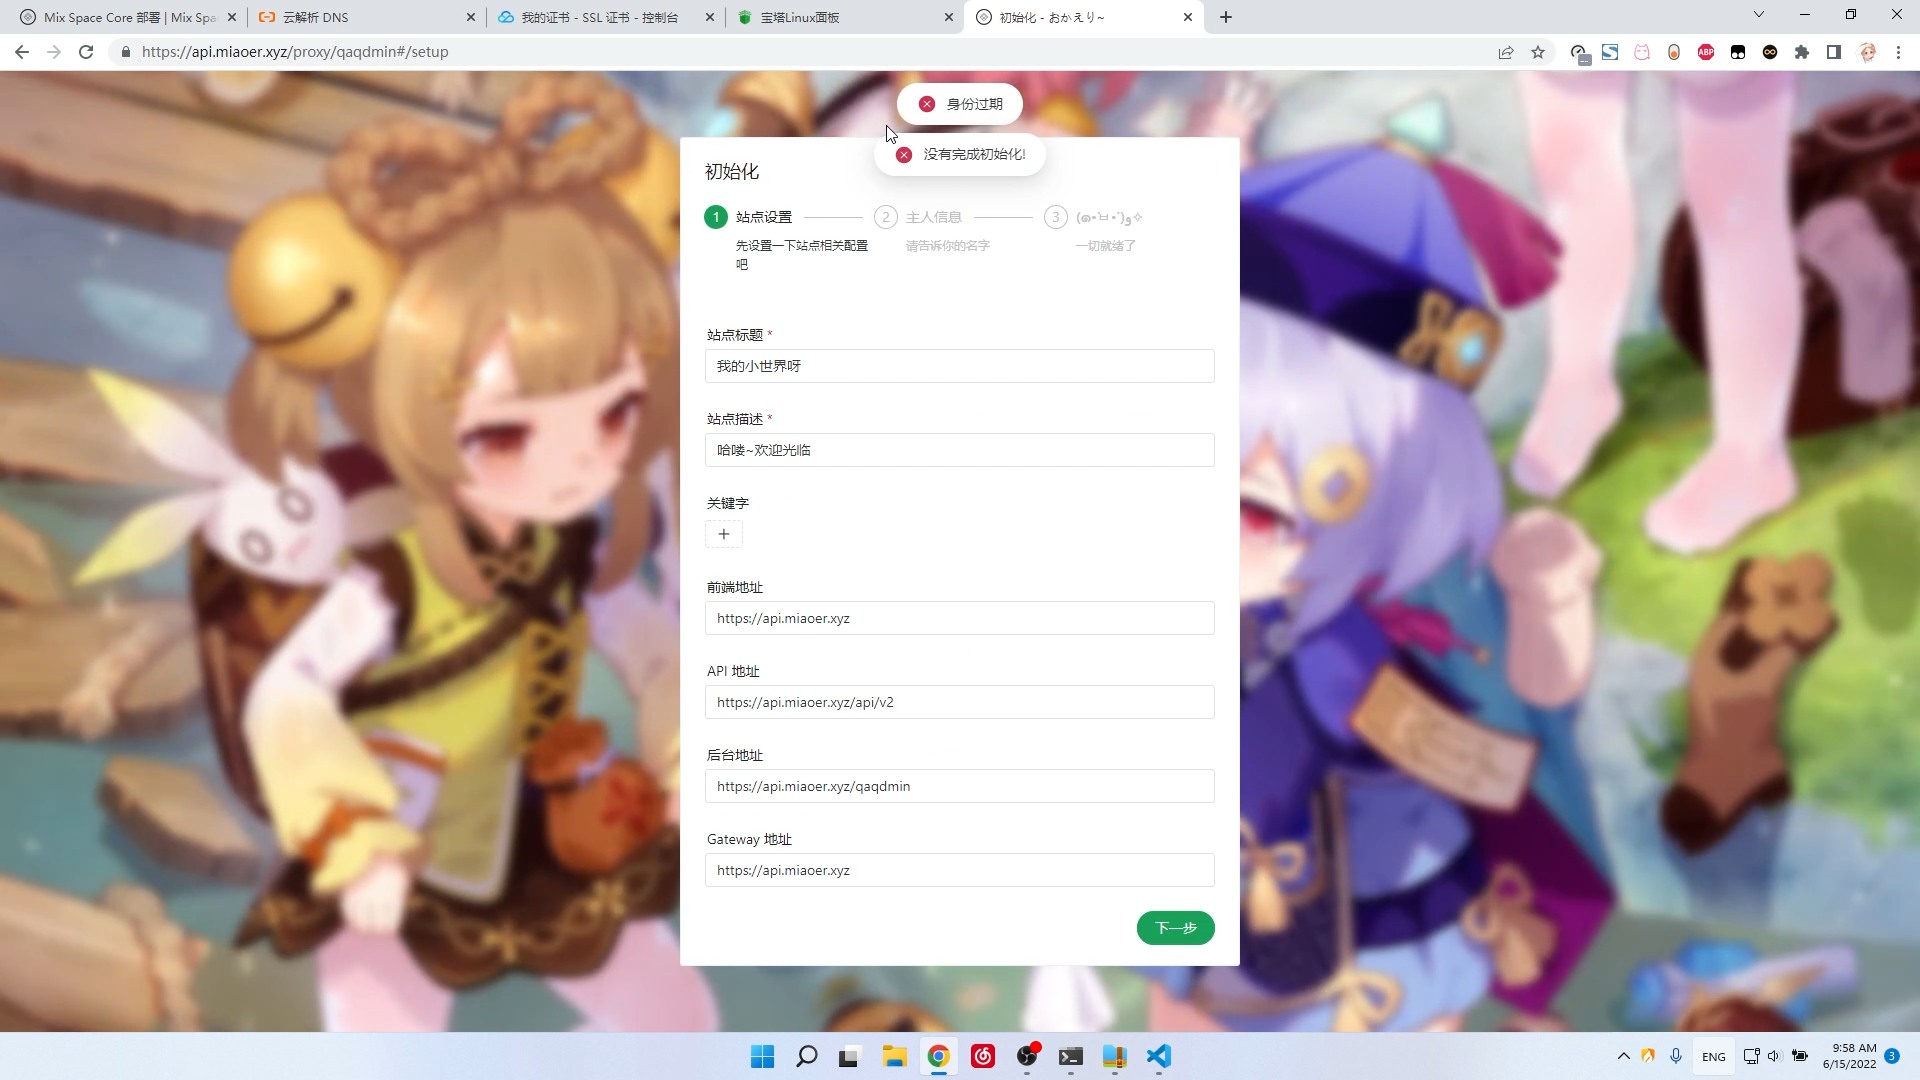 Mix Space Core 部署 | Mix Spa
云解析 DNS
我的证书 - SSL 证书 - 控制台
宝塔Linux面板
初始化 - おかえり~
https://api.miaoer.xyz/proxy/qaqdmin#/setup
ABP
身份过期
没有完成初始化!
初始化
1 站点设置
先设置一下站点相关配置
吧
2 主人信息
请告诉你的名字
3 (๑•̀ㅂ•́)و✧
一切就绪了
站点标题 *
我的小世界呀
站点描述 *
哈喽~欢迎光临
关键字
+
前端地址
https://api.miaoer.xyz
API 地址
https://api.miaoer.xyz/api/v2
后台地址
https://api.miaoer.xyz/qaqdmin
Gateway 地址
https://api.miaoer.xyz
下一步
ENG
9:58 AM
6/15/2022
3